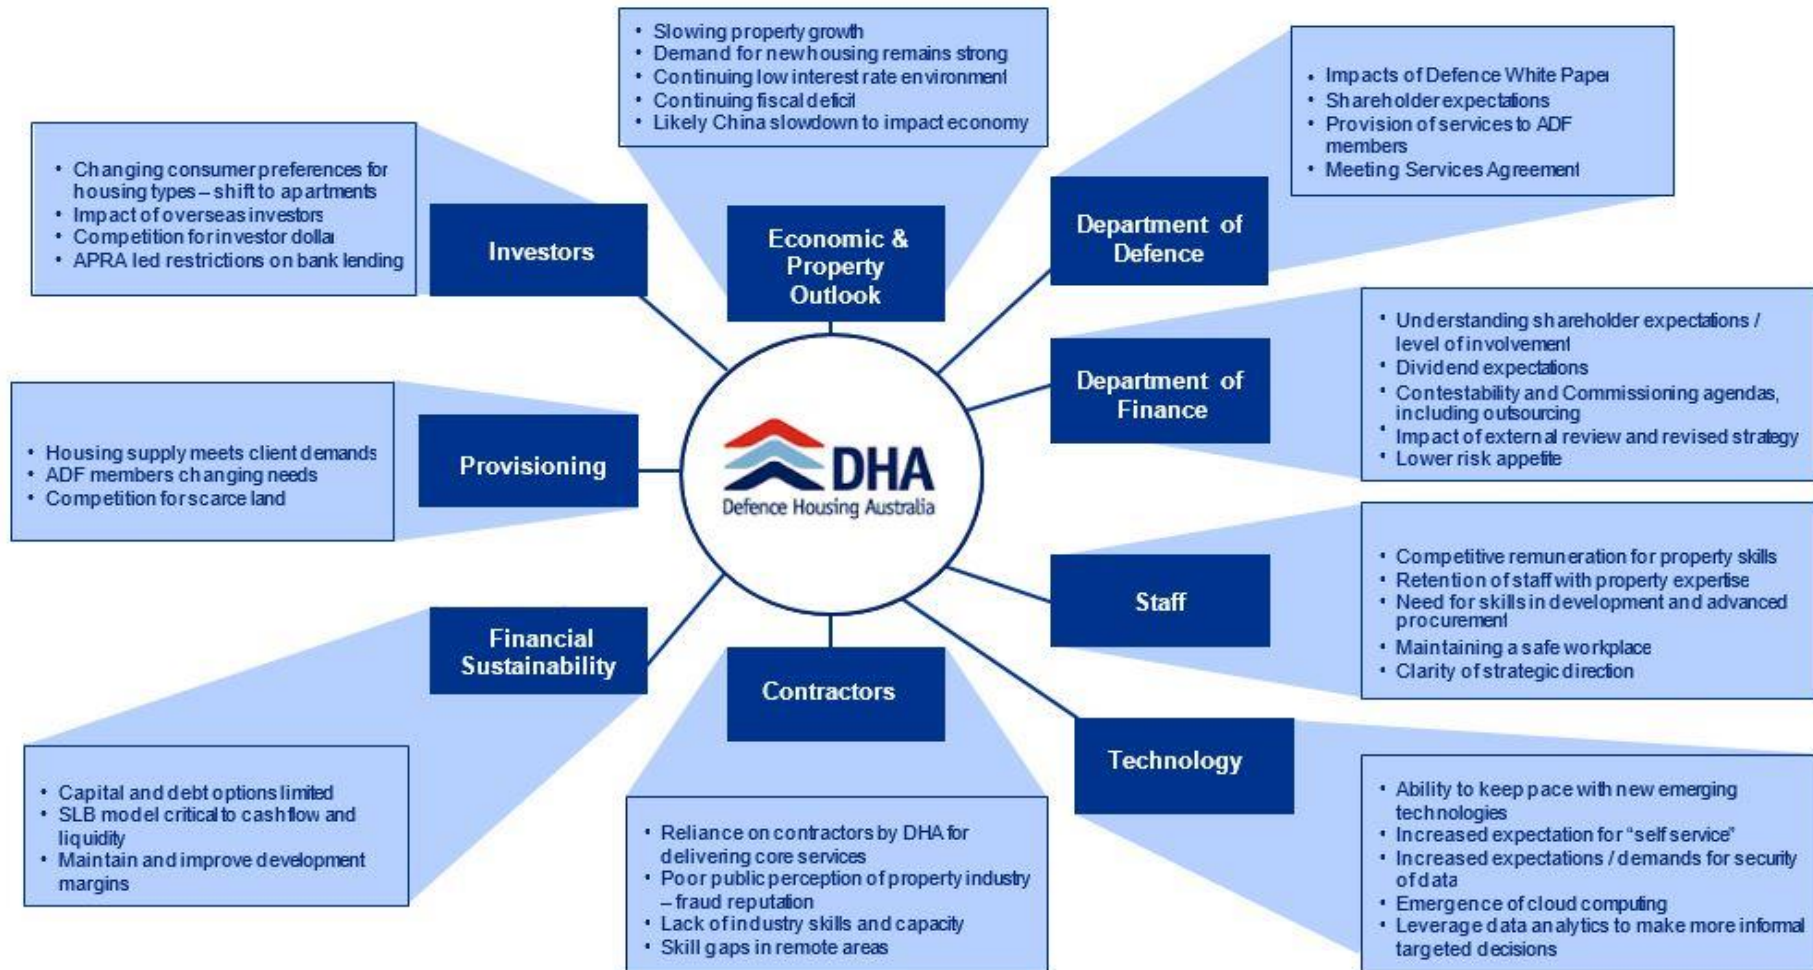 • Slowing property growth
• Demand for new housing remains strong
• Continuing low interest rate environment
• Continuing fiscal deficit
• Likely China slowdown to impact economy
• Impacts of Defence White Paper
• Shareholder expectations
• Provision of services to ADF
members
• Meeting Services Agreement
• Changing consumer preferences for
housing types – shift to apartments
• Impact of overseas investors
• Competition for investor dollar
• APRA led restrictions on bank lending
Investors
Economic &
Property
Outlook
Department of
Defence
• Understanding shareholder expectations /
level of involvement
• Dividend expectations
• Contestability and Commissioning agendas,
including outsourcing
• Impact of external review and revised strategy
• Lower risk appetite
Department of
Finance
• Housing supply meets client demands
• ADF members changing needs
• Competition for scarce land
Provisioning
DHA
Defence Housing Australia
• Competitive remuneration for property skills
• Retention of staff with property expertise
• Need for skills in development and advanced
procurement
• Maintaining a safe workplace
• Clarity of strategic direction
Staff
Financial
Sustainability
Contractors
Technology
• Capital and debt options limited
• SLB model critical to cashflow and
liquidity
• Maintain and improve development
margins
• Reliance on contractors by DHA for
delivering core services
• Poor public perception of property industry
– fraud reputation
• Lack of industry skills and capacity
• Skill gaps in remote areas
• Ability to keep pace with new emerging
technologies
• Increased expectation for “self service”
• Increased expectations / demands for security
of data
• Emergence of cloud computing
• Leverage data analytics to make more informal
targeted decisions